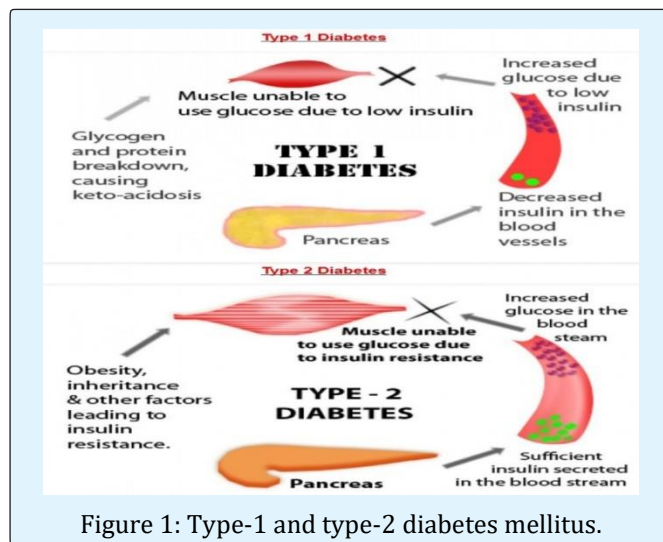 Type 1 Diabetes
Increased
glucose due
to low
insulin
Muscle unable to
use glucose due to low insulin
Glycogen
and protein
breakdown,
causing
keto-acidosis
TYPE 1
DIABETES
Decreased
insulin in the
blood
vessels
Pancreas
Type 2 Diabetes
Increased
glucose in the
blood
steam
Muscle unable
to use glucose due
to insulin resistance
Obesity,
inheritance
& other factors
leading to
insulin
resistance.
TYPE - 2
DIABETES
Pancreas
Sufficient
insulin secreted
in the blood stream
Figure 1: Type-1 and type-2 diabetes mellitus.